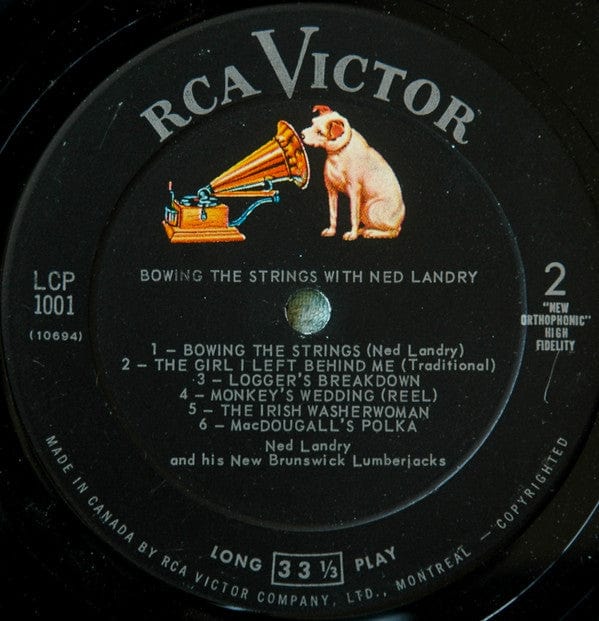 RCA VICTOR
BOWING THE STRINGS WITH NED LANDRY
LCP
1001
(10694)
2
"NEW
ORTHOPHONIC"
HIGH
FIDELITY
1 – BOWING THE STRINGS (Ned Landry)
2 – THE GIRL I LEFT BEHIND ME (Traditional)
3 – LOGGER'S BREAKDOWN
4 – MONKEY'S WEDDING (REEL)
5 – THE IRISH WASHERWOMAN
6 – MacDOUGALL'S POLKA
Ned Landry
and his New Brunswick Lumberjacks
LONG 33 1/3 PLAY
MADE IN CANADA BY RCA VICTOR COMPANY, LTD., MONTREAL – COPYRIGHTED